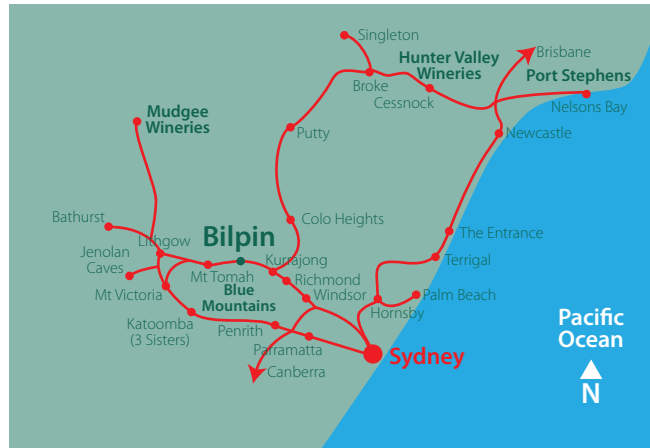 Singleton
Hunter Valley
Wineries
Brisbane
Port Stephens
Broke
Cessnock
Nelsons Bay
Mudgee
Wineries
Putty
Newcastle
Bathurst
Colo Heights
Lithgow
Bilpin
The Entrance
Jenolan
Caves
Kurrajong
Terrigal
Mt Tomah
Richmond
Mt Victoria
Blue
Mountains
Windsor
Palm Beach
Hornsby
Katoomba
(3 Sisters)
Penrith
Parramatta
Pacific
Ocean
Sydney
Canberra
N